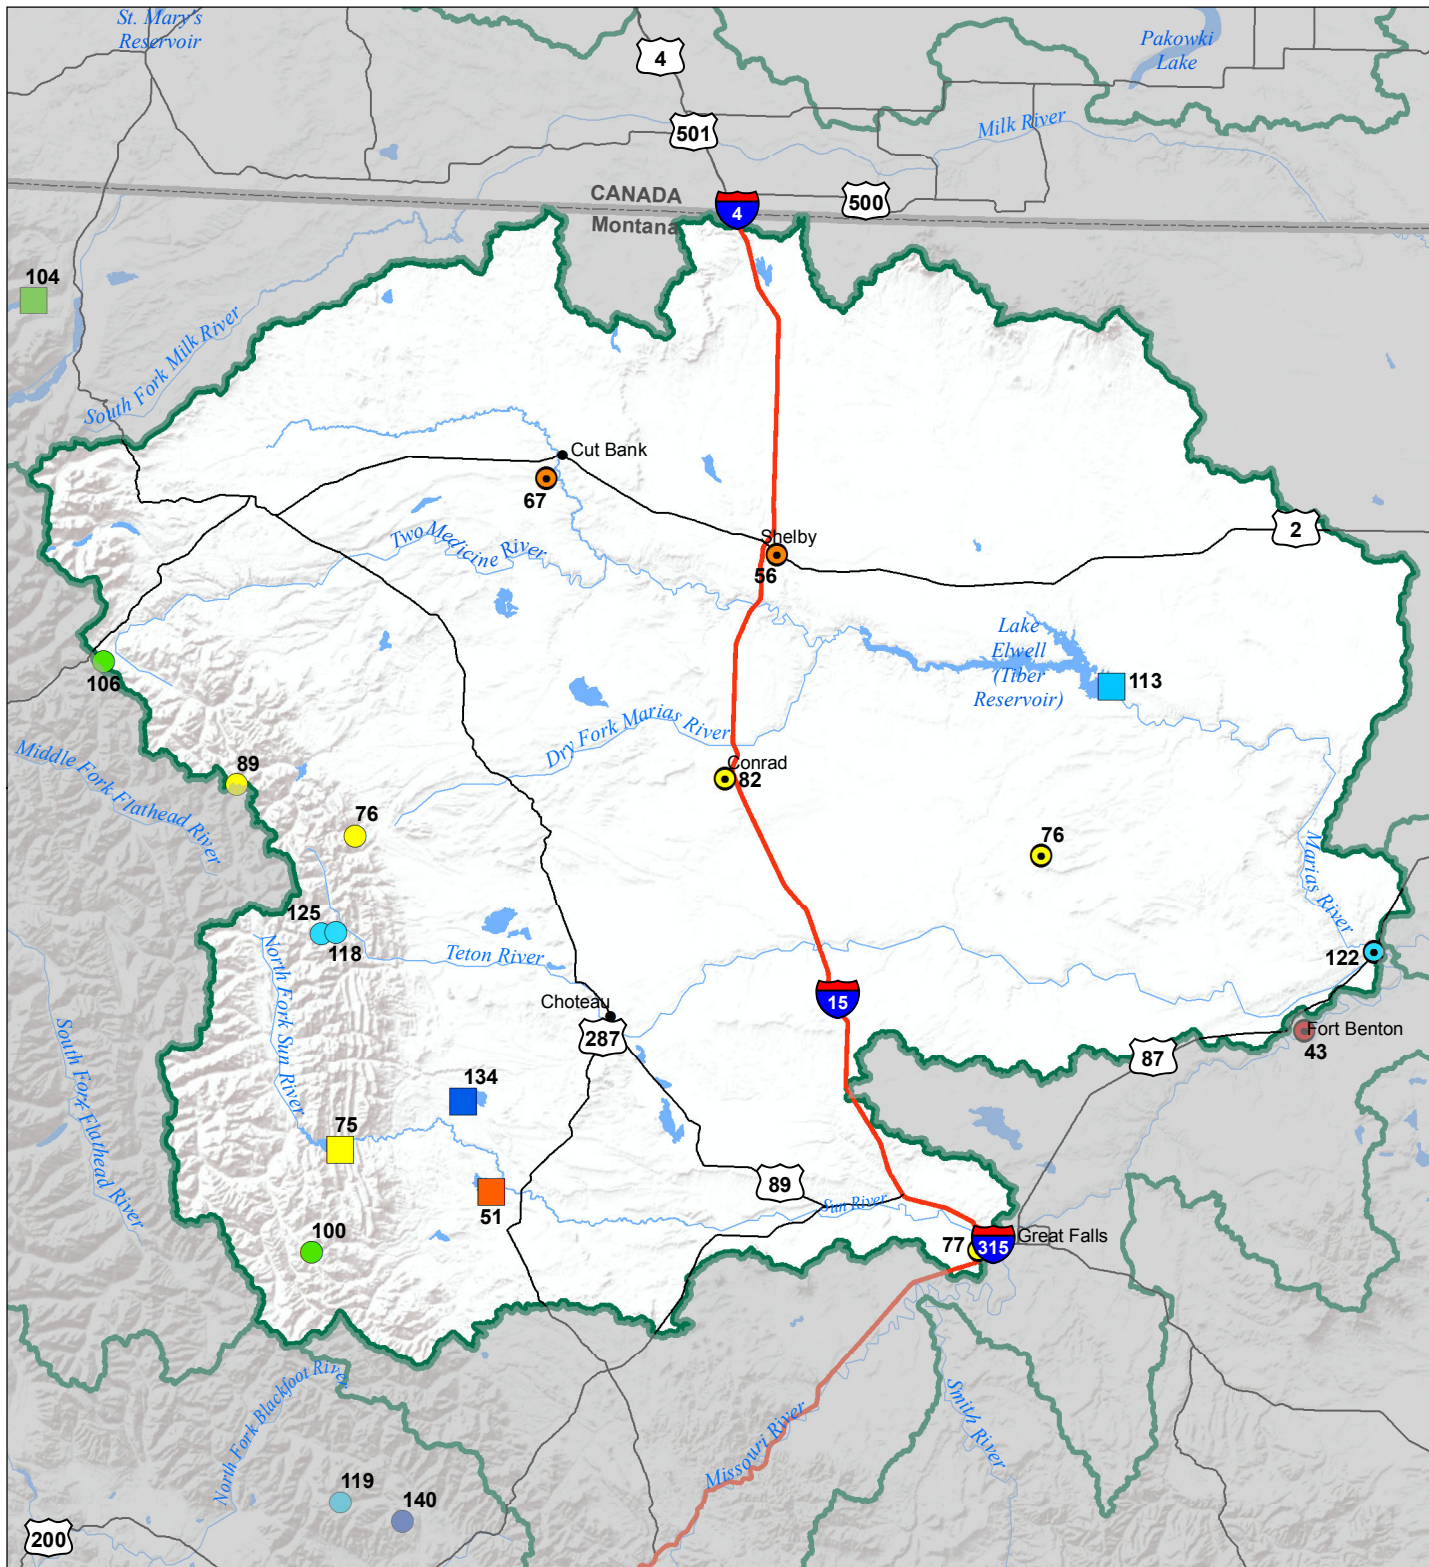 St. Mary's
Reservoir
4
Pakowki
Lake
501
Milk River
CANADA
Montana
4
500
104
South Fork Milk River
Cut Bank
67
Two Medicine River
Shelby
56
2
Lake
Elwell
(Tiber
Reservoir)
113
106
Dry Fork Marias River
Middle Fork Flathead River
89
Conrad
82
76
76
Marias River
125
118
North Fork Sun River
Teton River
122
Choteau
15
287
Fort Benton
43
87
South Fork Flathead River
134
75
51
89
Sun River
100
77
315
Great Falls
North Fork Blackfoot River
Missouri River
Smith River
119
140
200